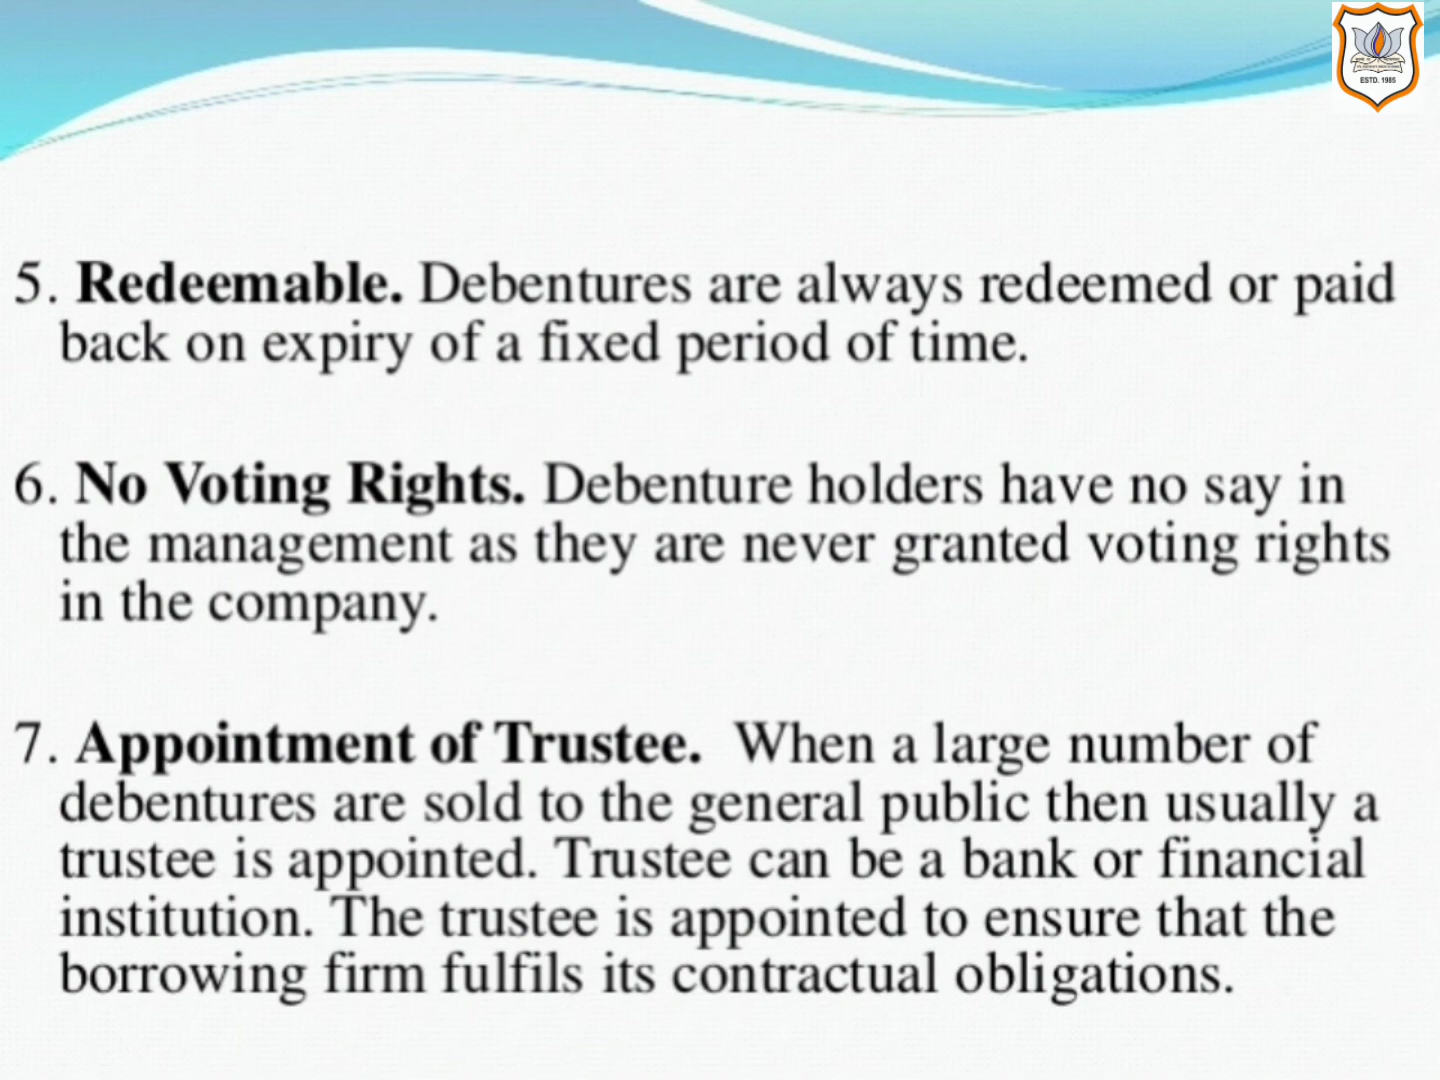 ESTD. 1985
5. Redeemable. Debentures are always redeemed or paid
back on expiry of a fixed period of time.
6. No Voting Rights. Debenture holders have no say in
the management as they are never granted voting rights
in the company.
7. Appointment of Trustee. When a large number of
debentures are sold to the general public then usually a
trustee is appointed. Trustee can be a bank or financial
institution. The trustee is appointed to ensure that the
borrowing firm fulfils its contractual obligations.